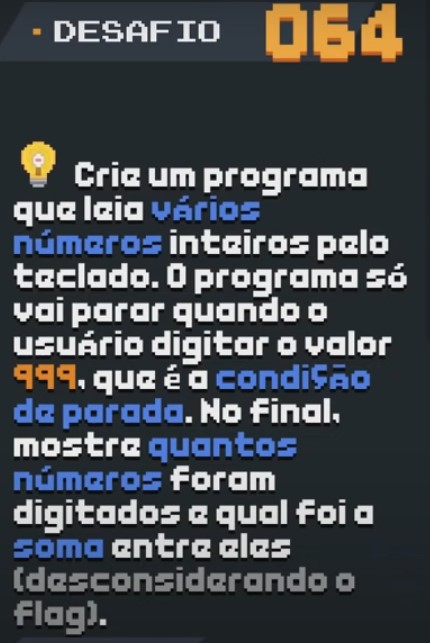 DESAFIO 064
Crie um programa
que leia vários
números inteiros pelo
teclado. O programa só
vai parar quando o
usuário digitar o valor
999, que é a condição
de parada. No final,
mostre quantos
números foram
digitados e qual foi a
soma entre eles
(desconsiderando o
flag).